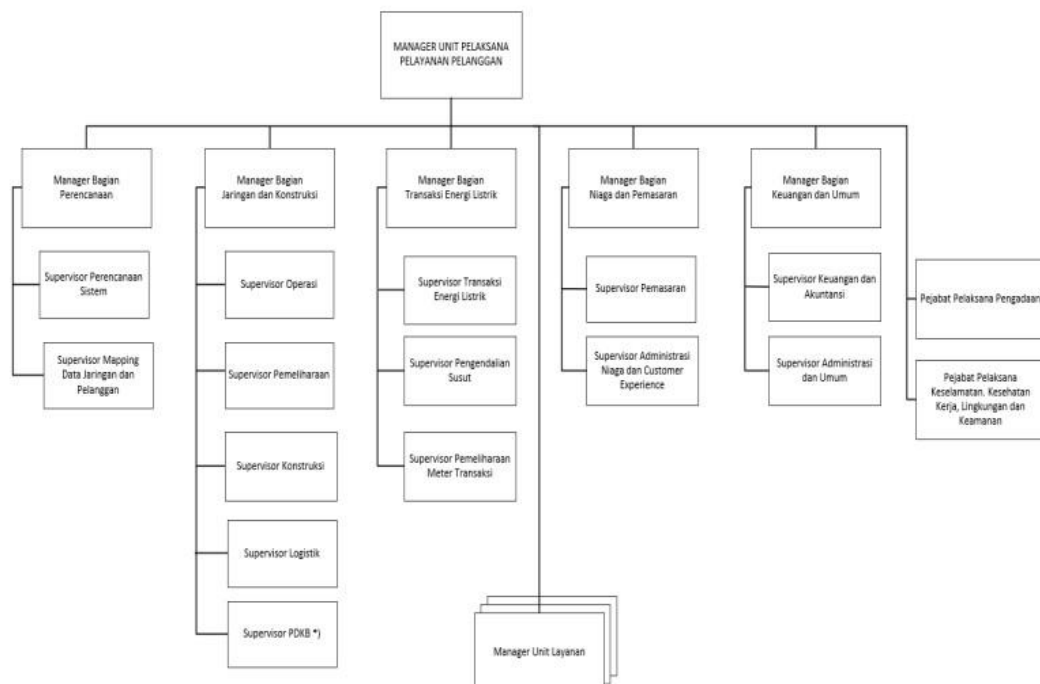 MANAGER UNIT PELAKSANA
PELAYANAN PELANGGAN
Manager Bagian
Perencanaan
Manager Bagian
Jaringan dan Konstruksi
Manager Bagian
Transaksi Energi Listrik
Manager Bagian
Niaga dan Pemasaran
Manager Bagian
Keuangan dan Umum
Supervisor Perencanaan
Sistem
Supervisor Mapping
Data Jaringan dan
Pelanggan
Supervisor Operasi
Supervisor Pemeliharaan
Supervisor Konstruksi
Supervisor Logistik
Supervisor PDKB *)
Supervisor Transaksi
Energi Listrik
Supervisor Pengendalian
Susut
Supervisor Pemeliharaan
Meter Transaksi
Supervisor Pemasaran
Supervisor Administrasi
Niaga dan Customer
Experience
Supervisor Keuangan dan
Akuntansi
Supervisor Administrasi
dan Umum
Pejabat Pelaksana Pengadaan
Pejabat Pelaksana
Keselamatan. Kesehatan
Kerja, Lingkungan dan
Keamanan
Manager Unit Layanan